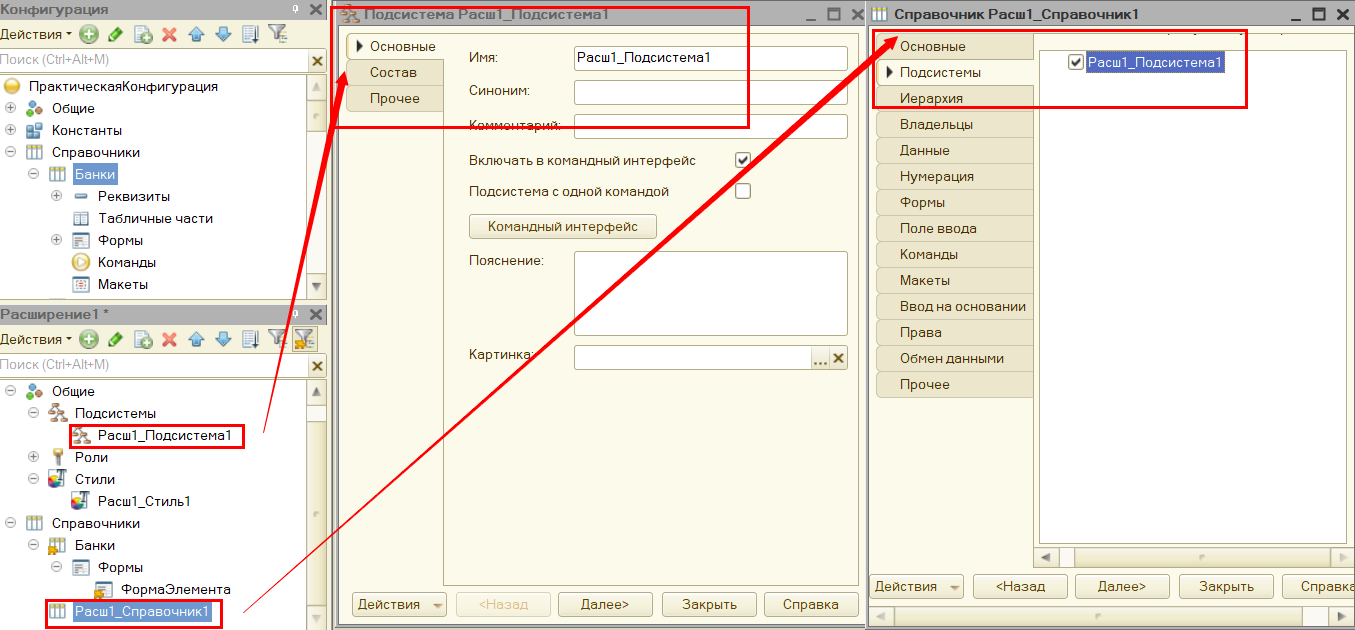 Конфигурация
Действия
Поиск (Ctrl+Alt+M)
ПрактическаяКонфигурация
Общие
Константы
Справочники
Банки
Реквизиты
Табличные части
Формы
Команды
Макеты
Расширение1 *
Действия
Поиск (Ctrl+Alt+M)
Общие
Подсистемы
Расш1_Подсистема1
Роли
Стили
Расш1_Стиль1
Справочники
Банки
Формы
ФормаЭлемента
Расш1_Справочник1
Подсистема Расш1_Подсистема1
Основные
Состав
Прочее
Имя:
Расш1_Подсистема1
Синоним:
Комментарий:
Включать в командный интерфейс
Подсистема с одной командой
Командный интерфейс
Пояснение:
Картинка:
...
Действия
<Назад
Далее>
Закрыть
Справка
Справочник Расш1_Справочник1
Основные
Подсистемы
Иерархия
Владельцы
Данные
Нумерация
Формы
Поле ввода
Команды
Макеты
Ввод на основании
Права
Обмен данными
Прочее
Расш1_Подсистема1
Действия
<Назад
Далее>
Закрыть
Справка